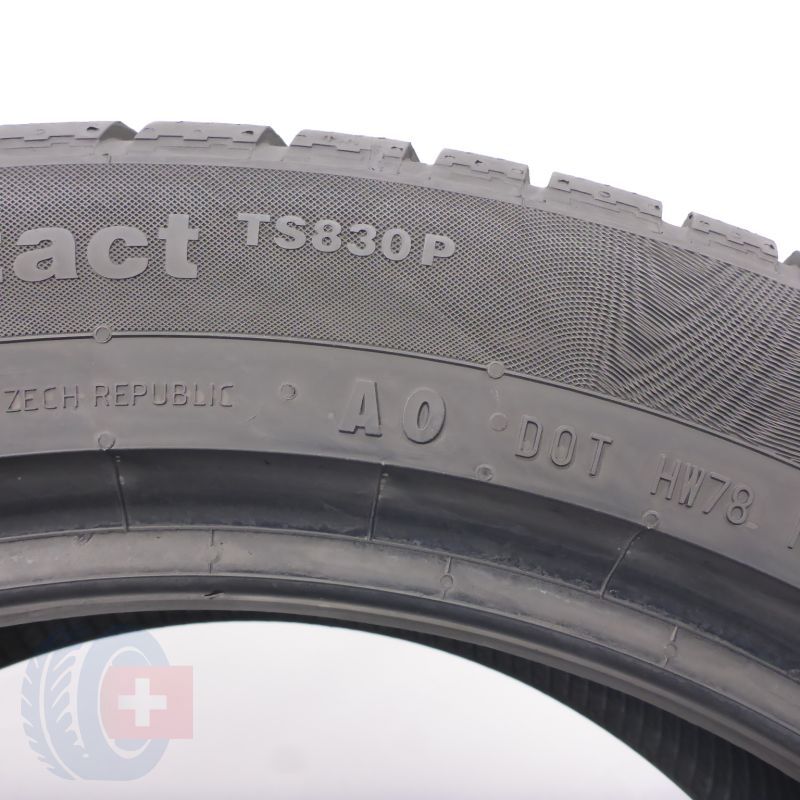 act TS830P
ZECH REPUBLIC AO DOT HW78